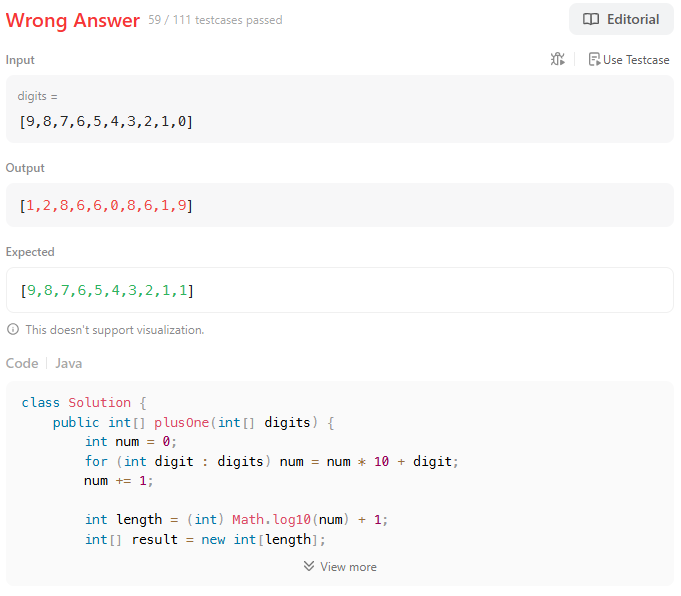 Wrong Answer 59 / 111 testcases passed Editorial
Input Use Testcase
digits =
[9,8,7,6,5,4,3,2,1,0]
Output
[1,2,8,6,6,0,8,6,1,9]
Expected
[9,8,7,6,5,4,3,2,1,1]
This doesn't support visualization.
Code Java
class Solution {
    public int[] plusOne(int[] digits) {
        int num = 0;
        for (int digit : digits) num = num * 10 + digit;
        num += 1;
        int length = (int) Math.log10(num) + 1;
        int[] result = new int[length];
View more